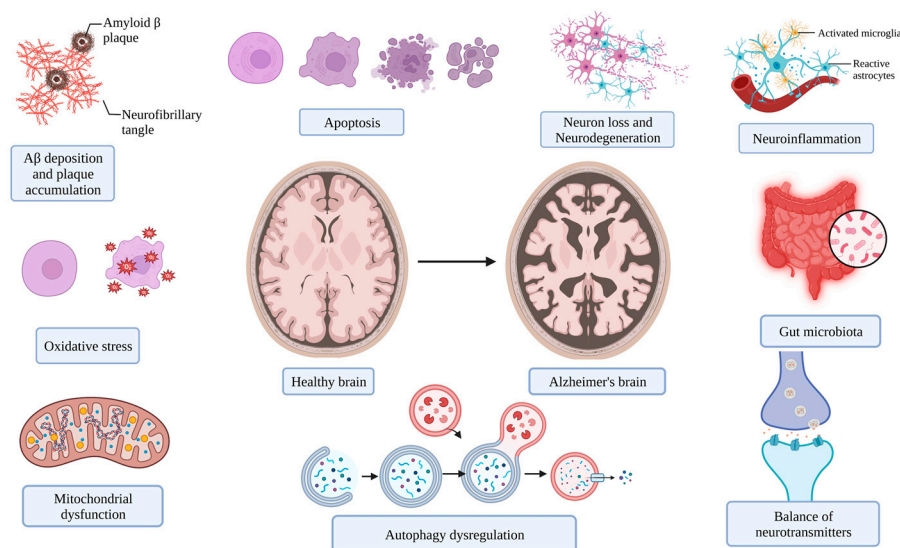 Amyloid β
plaque
Neurofibrillary
tangle
Aβ deposition
and plaque
accumulation
Apoptosis
Neuron loss and
Neurodegeneration
Activated microglia
Reactive
astrocytes
Neuroinflammation
Oxidative stress
Healthy brain
Alzheimer's brain
Gut microbiota
Mitochondrial
dysfunction
Autophagy dysregulation
Balance of
neurotransmitters